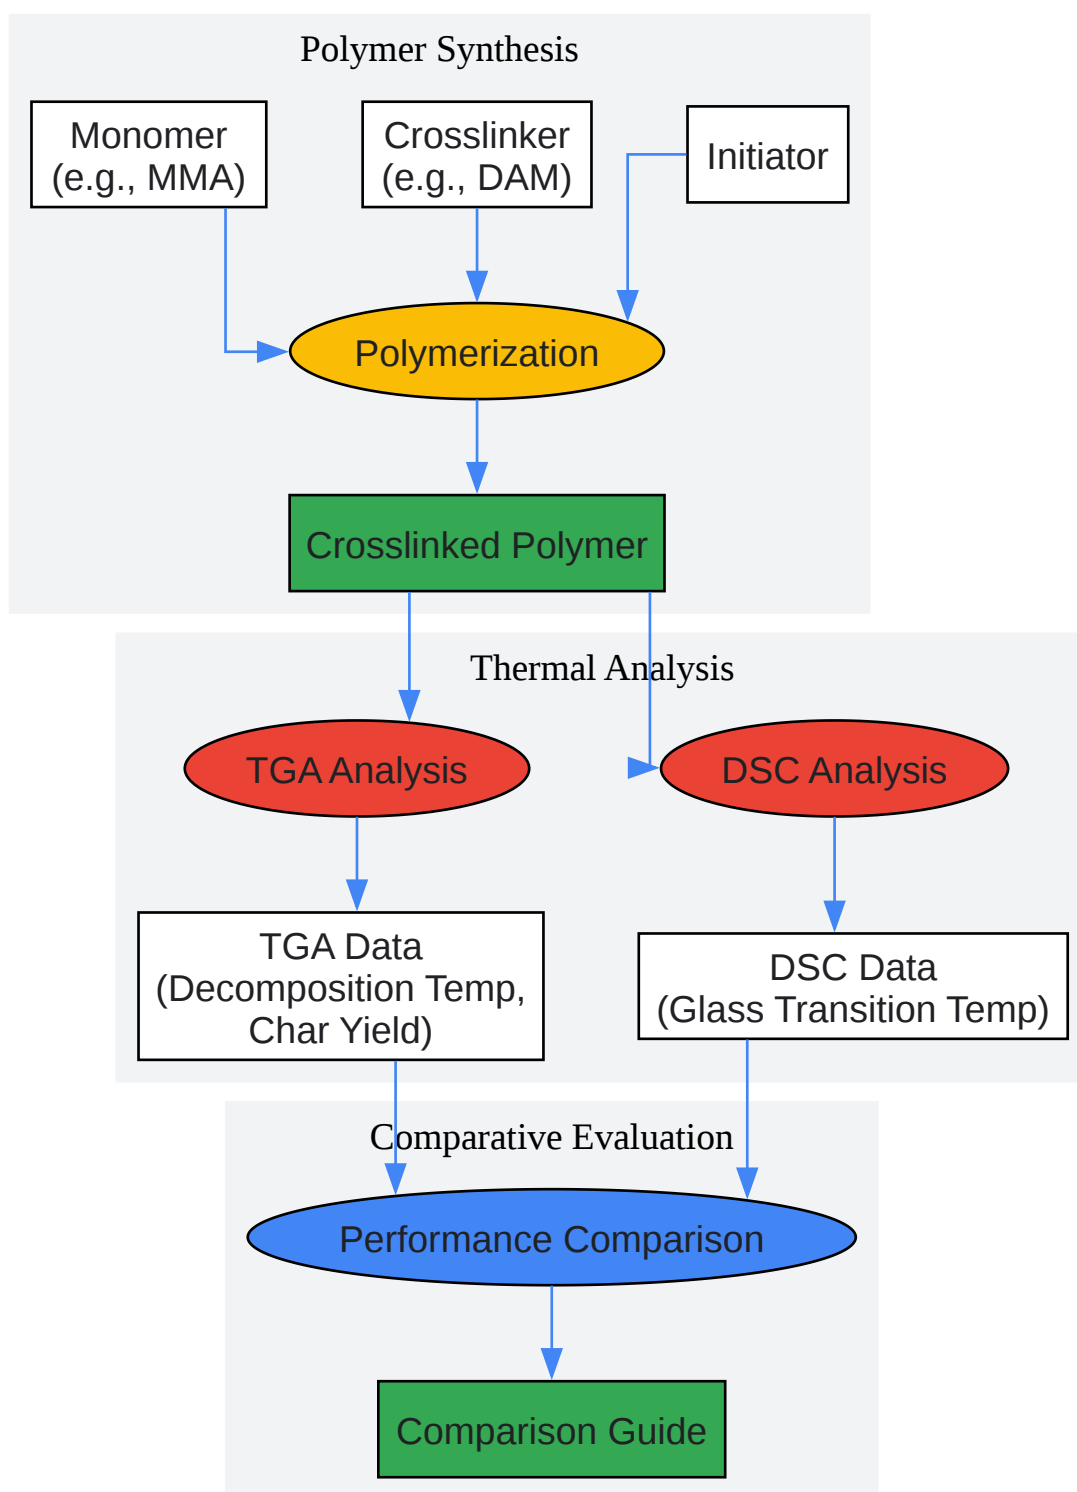 Polymer Synthesis
Monomer
(e.g., MMA)
Crosslinker
(e.g., DAM)
Initiator
Polymerization
Crosslinked Polymer
Thermal Analysis
TGA Analysis
DSC Analysis
TGA Data
(Decomposition Temp,
Char Yield)
DSC Data
(Glass Transition Temp)
Comparative Evaluation
Performance Comparison
Comparison Guide